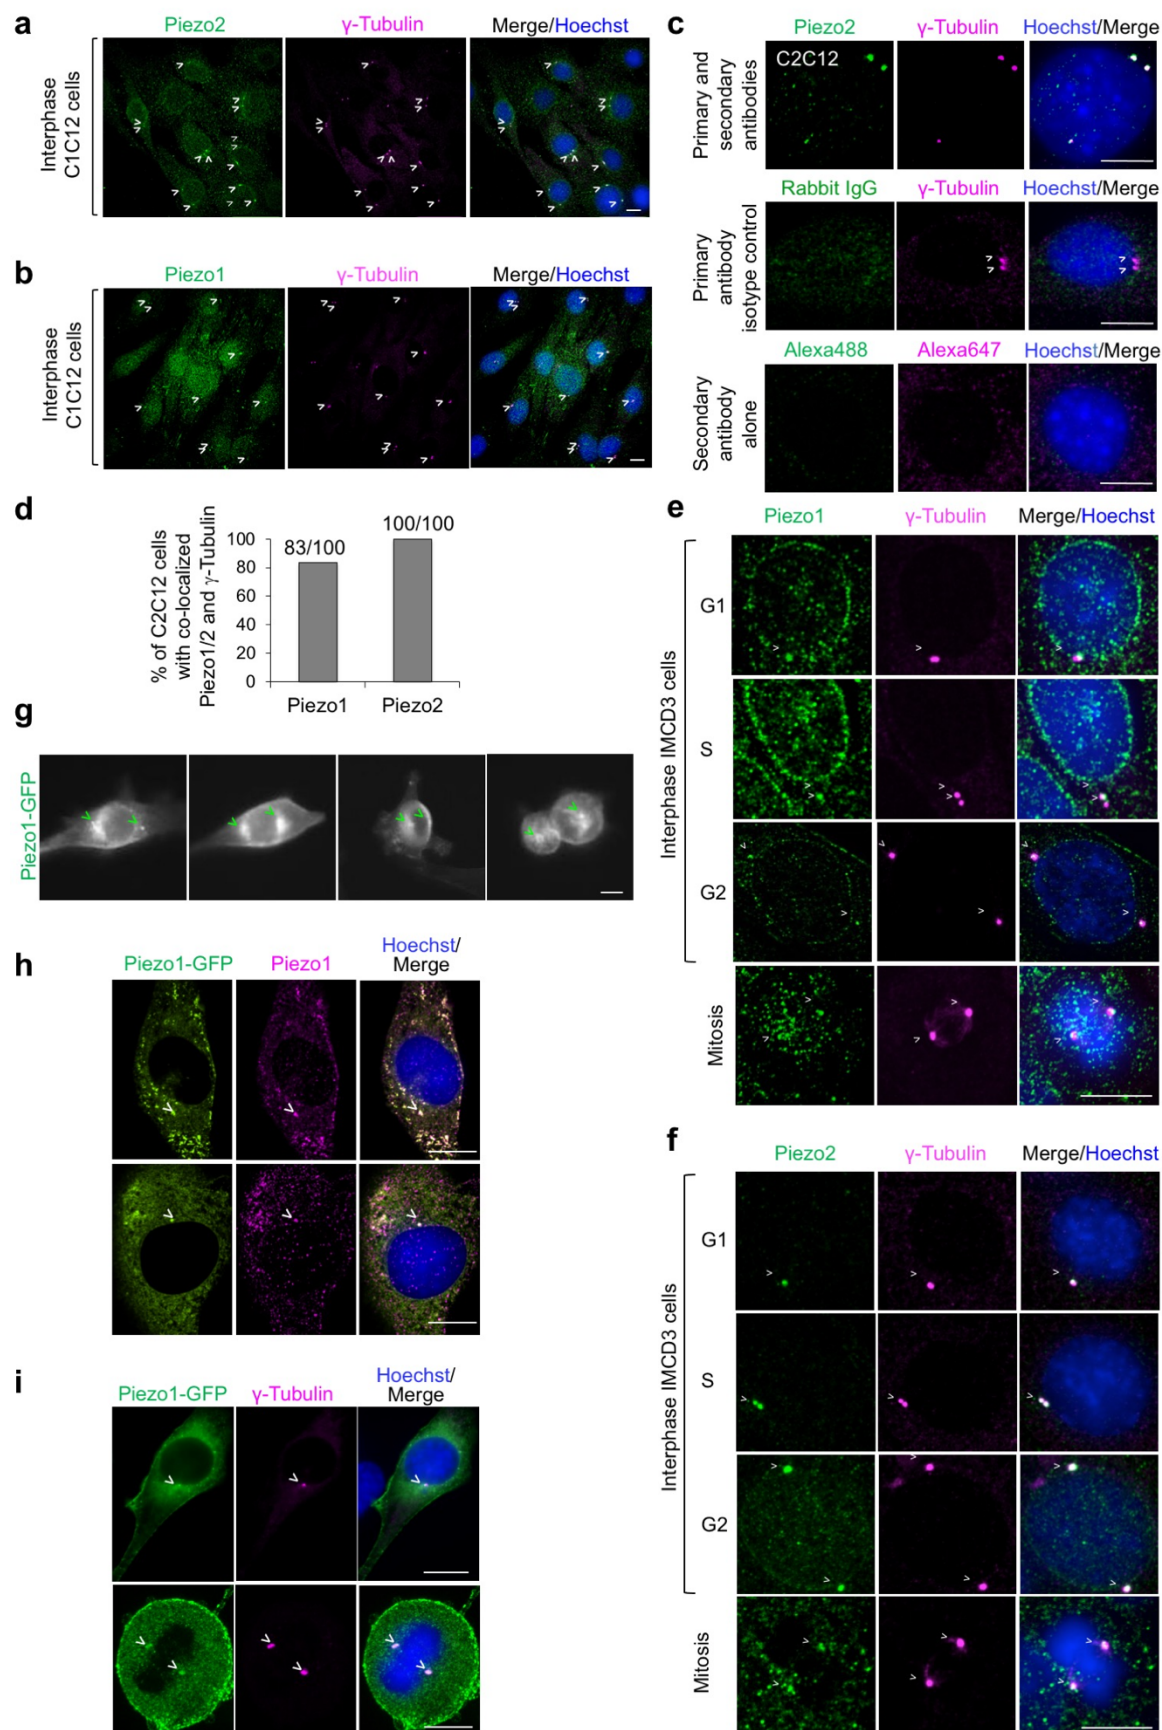 a
Piezo2
γ-Tubulin
Merge/Hoechst
Interphase
C1C12 cells
b
Piezo1
γ-Tubulin
Merge/Hoechst
Interphase
C1C12 cells
c
Piezo2
γ-Tubulin
Hoechst/Merge
Primary and
secondary
antibodies
C2C12
Rabbit IgG
γ-Tubulin
Hoechst/Merge
Primary
antibody
isotype control
Alexa488
Alexa647
Hoechst/Merge
Secondary
antibody
alone
d
% of C2C12 cells
with co-localized
Piezo1/2 and γ-Tubulin
100
80
60
40
20
0
83/100
100/100
Piezo1
Piezo2
e
Piezo1
γ-Tubulin
Merge/Hoechst
Interphase IMCD3 cells
G1
S
G2
Mitosis
f
Piezo2
γ-Tubulin
Merge/Hoechst
Interphase IMCD3 cells
G1
S
G2
Mitosis
g
Piezo1-GFP
h
Piezo1-GFP
Piezo1
Hoechst/
Merge
i
Piezo1-GFP
γ-Tubulin
Hoechst/
Merge